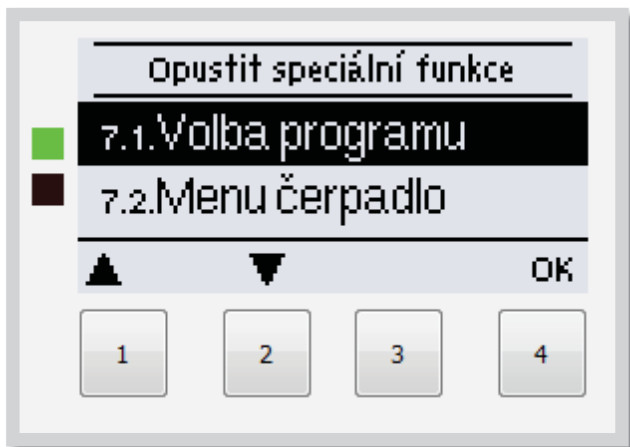 Opustit speciální funkce
7.1.Volba programu
7.2.Menu čerpadlo
▲ ▼ OK
1 2 3 4